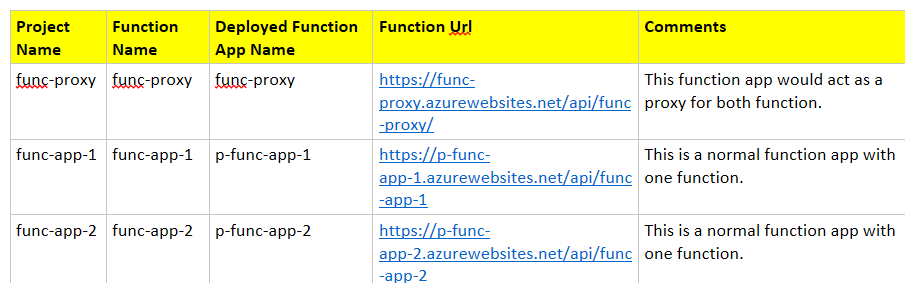 Project Name
Function Name
Deployed Function App Name
Function Url
Comments
func-proxy
func-proxy
func-proxy
https://func-
proxy.azurewebsites.net/api/func
-proxy/
This function app would act as a
proxy for both function.
func-app-1
func-app-1
p-func-app-1
https://p-func-
app-1.azurewebsites.net/api/func
-app-1
This is a normal function app with
one function.
func-app-2
func-app-2
p-func-app-2
https://p-func-
app-2.azurewebsites.net/api/func
-app-2
This is a normal function app with
one function.